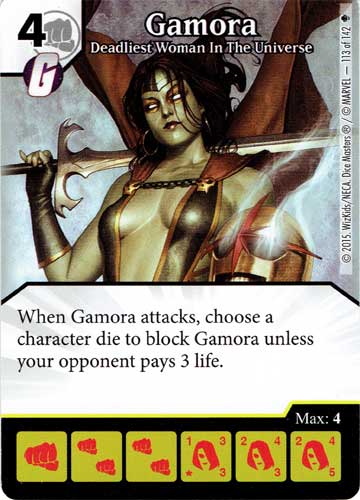 4
Gamora
Deadliest Woman In The Universe
G
© 2015 WizKids/NECA. Dice Masters ® / © MARVEL — 113 of 142
When Gamora attacks, choose a
character die to block Gamora unless
your opponent pays 3 life.
Max: 4
1 3 2 4 2 4
★ 3 3 5